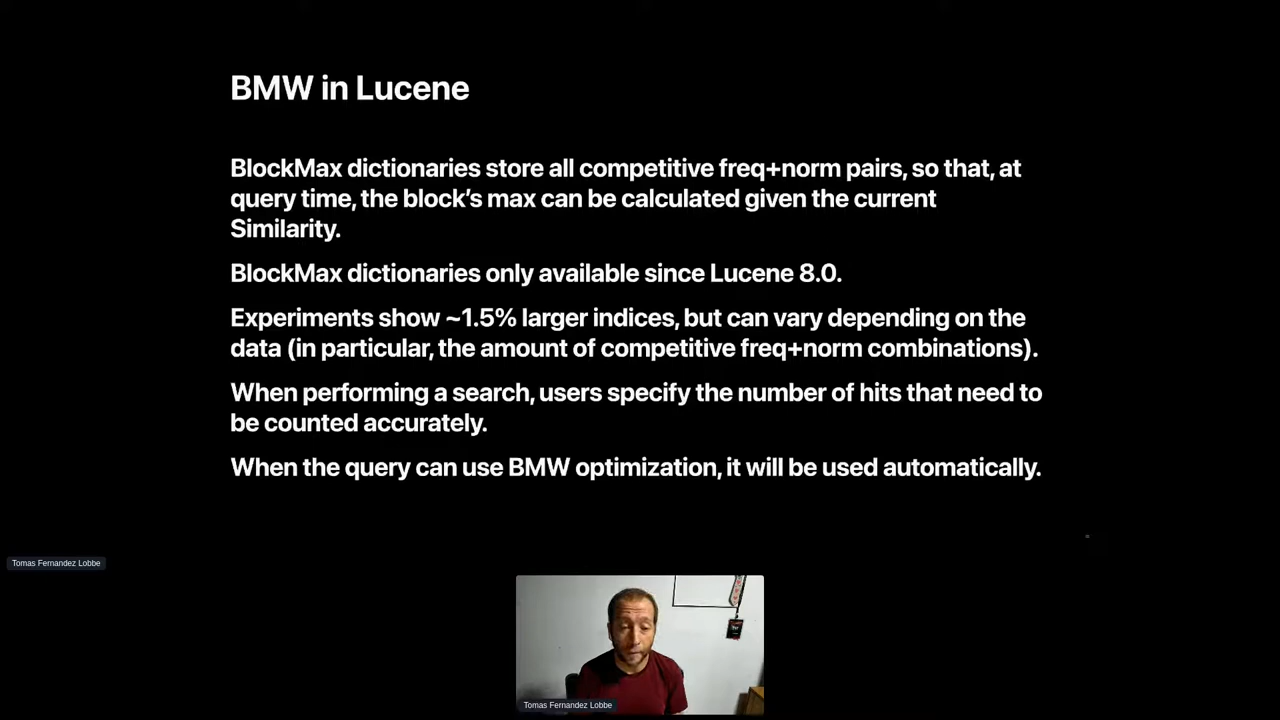 BMW in Lucene
BlockMax dictionaries store all competitive freq+norm pairs, so that, at
query time, the block’s max can be calculated given the current
Similarity.
BlockMax dictionaries only available since Lucene 8.0.
Experiments show ~1.5% larger indices, but can vary depending on the
data (in particular, the amount of competitive freq+norm combinations).
When performing a search, users specify the number of hits that need to
be counted accurately.
When the query can use BMW optimization, it will be used automatically.
Tomas Fernandez Lobbe
Tomas Fernandez Lobbe